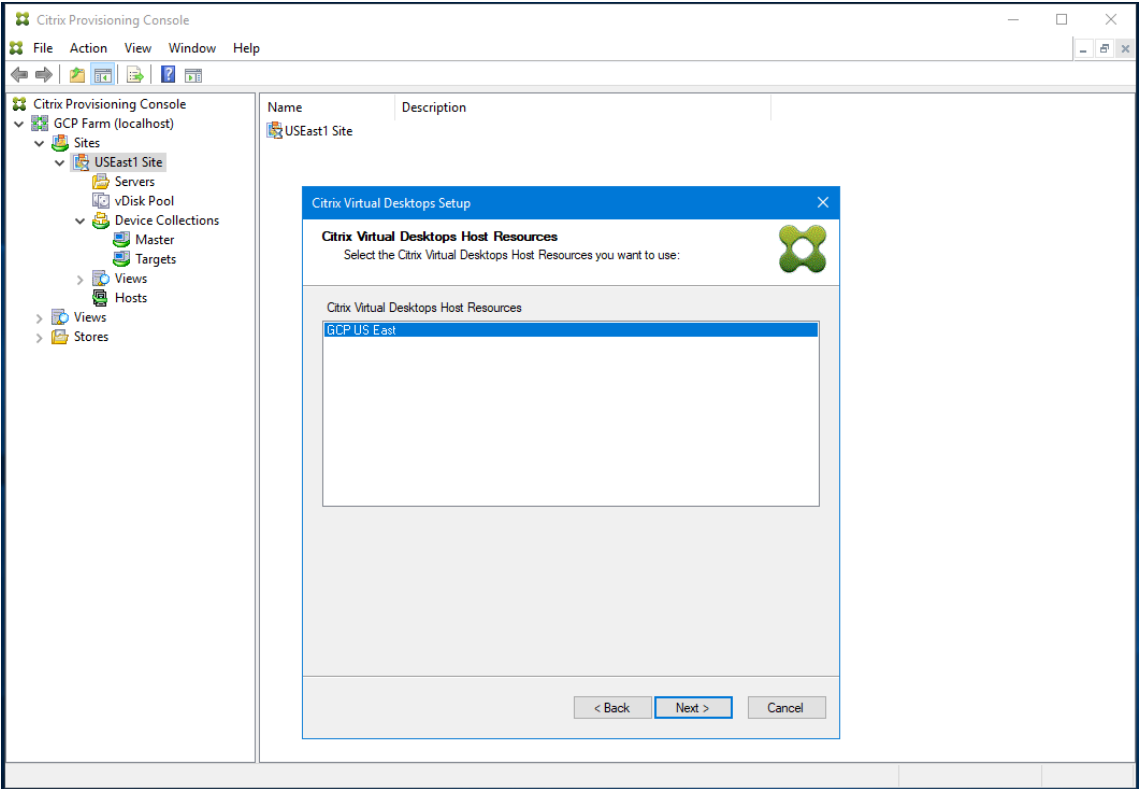 Citrix Provisioning Console
File Action View Window Help
?
Citrix Provisioning Console
GCP Farm (localhost)
Sites
USEast1 Site
Servers
vDisk Pool
Device Collections
Master
Targets
Views
Hosts
Views
Stores
Name Description
USEast1 Site
Citrix Virtual Desktops Setup
Citrix Virtual Desktops Host Resources
Select the Citrix Virtual Desktops Host Resources you want to use:
Citrix Virtual Desktops Host Resources
GCP US East
< Back Next > Cancel